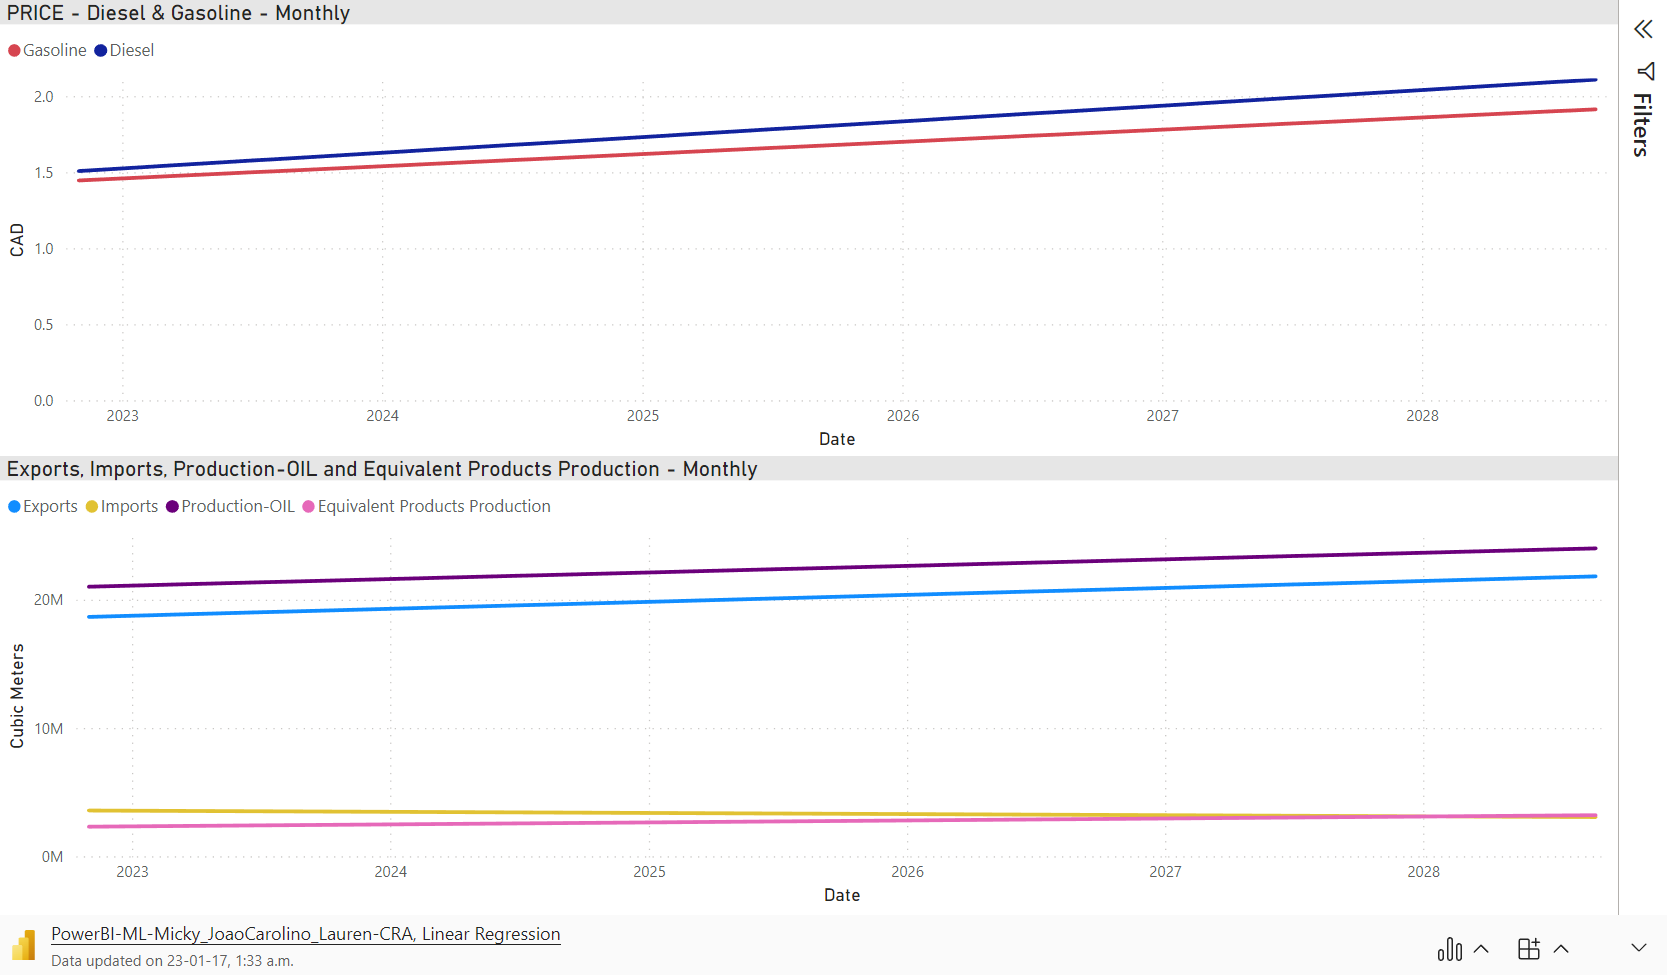 PRICE - Diesel & Gasoline - Monthly
Gasoline Diesel
2.0
1.5
1.0
0.5
0.0
CAD
2023 2024 2025 2026 2027 2028
Date
Exports, Imports, Production-OIL and Equivalent Products Production - Monthly
Exports Imports Production-OIL Equivalent Products Production
20M
10M
0M
Cubic Meters
2023 2024 2025 2026 2027 2028
Date
Filters
PowerBI-ML-Micky_JoaoCarolino_Lauren-CRA, Linear Regression
Data updated on 23-01-17, 1:33 a.m.